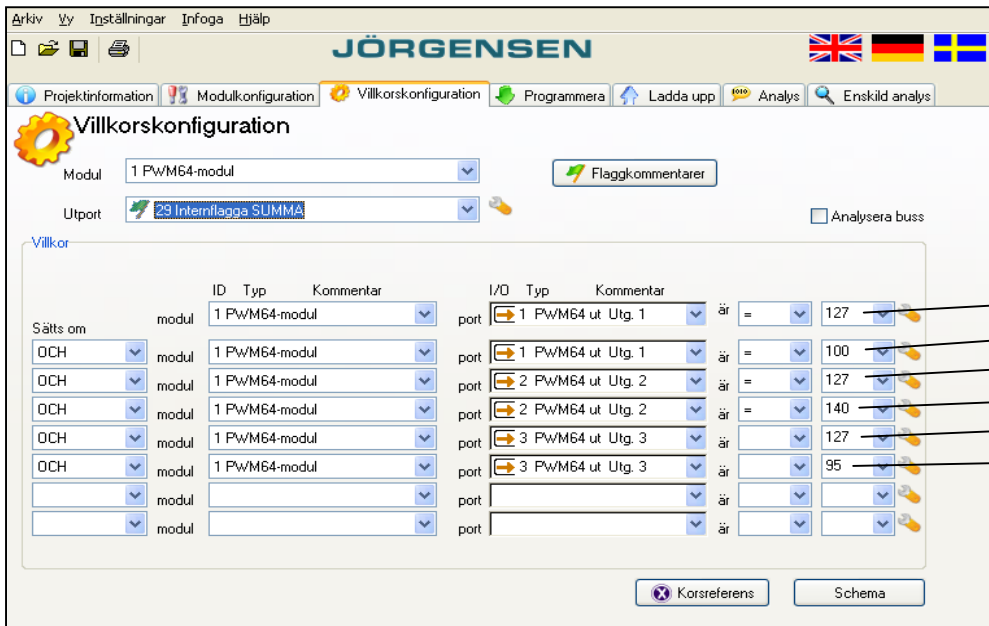 Arkiv Vy Inställningar Infoga Hjälp
JÖRGENSEN
Projektinformation Modulkonfiguration Villkorskonfiguration Programmera Ladda upp Analys Enskild analys
Villkorskonfiguration
Modul 1 PWM64-modul Flaggkommentarer
Utport 29 Internflagga SUMMA Analysera buss
Villkor
ID Typ Kommentar I/O Typ Kommentar
modul 1 PWM64-modul port 1 PWM64 ut Utg. 1 är = 127
Sätts om
OCH modul 1 PWM64-modul port 1 PWM64 ut Utg. 1 är = 100
OCH modul 1 PWM64-modul port 2 PWM64 ut Utg. 2 är = 127
OCH modul 1 PWM64-modul port 2 PWM64 ut Utg. 2 är = 140
OCH modul 1 PWM64-modul port 3 PWM64 ut Utg. 3 är 127
OCH modul 1 PWM64-modul port 3 PWM64 ut Utg. 3 är 95
modul port är
modul port är
Korsreferens Schema